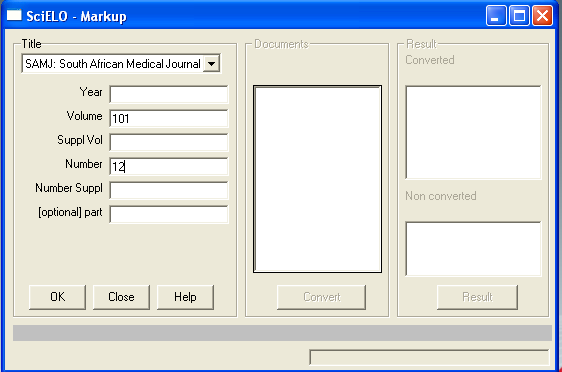 SciELO - Markup
Title
SAMJ: South African Medical Journal
Year
Volume 101
Suppl Vol
Number 12
Number Suppl
[optional] part
OK Close Help
Documents
Convert
Result
Converted
Non converted
Result